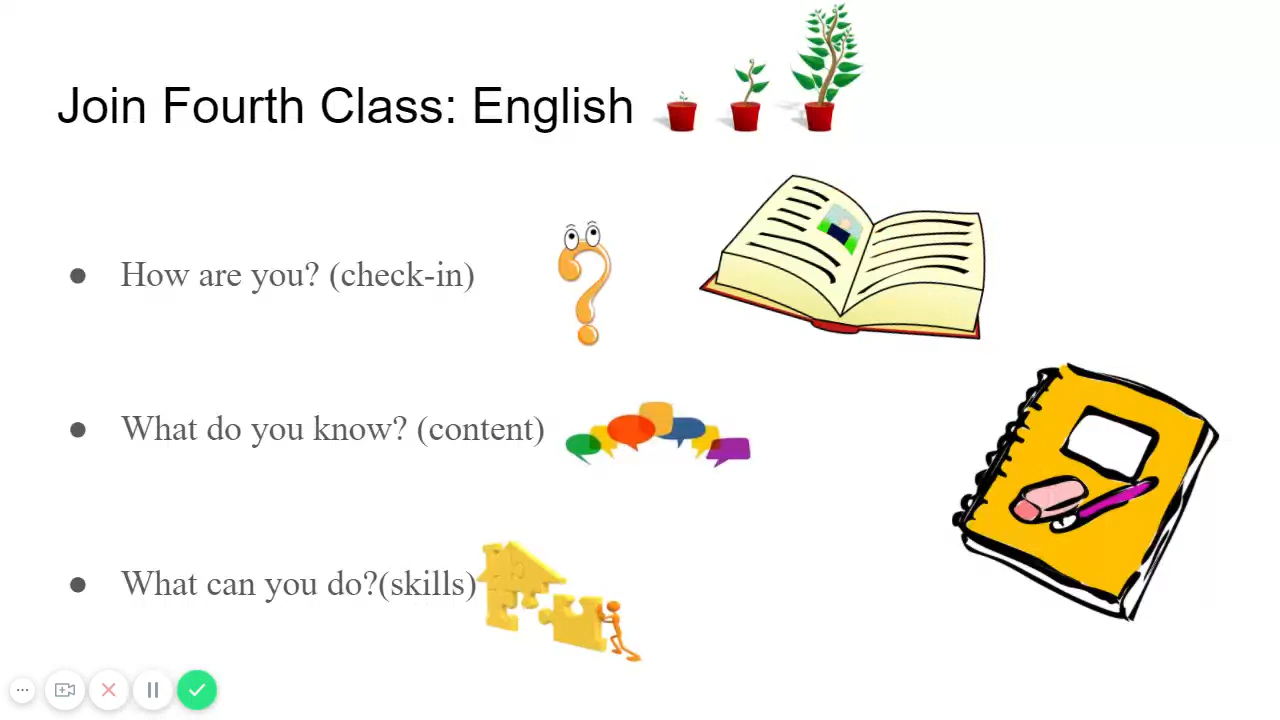 Join Fourth Class: English
● How are you? (check-in)
● What do you know? (content)
● What can you do?(skills)